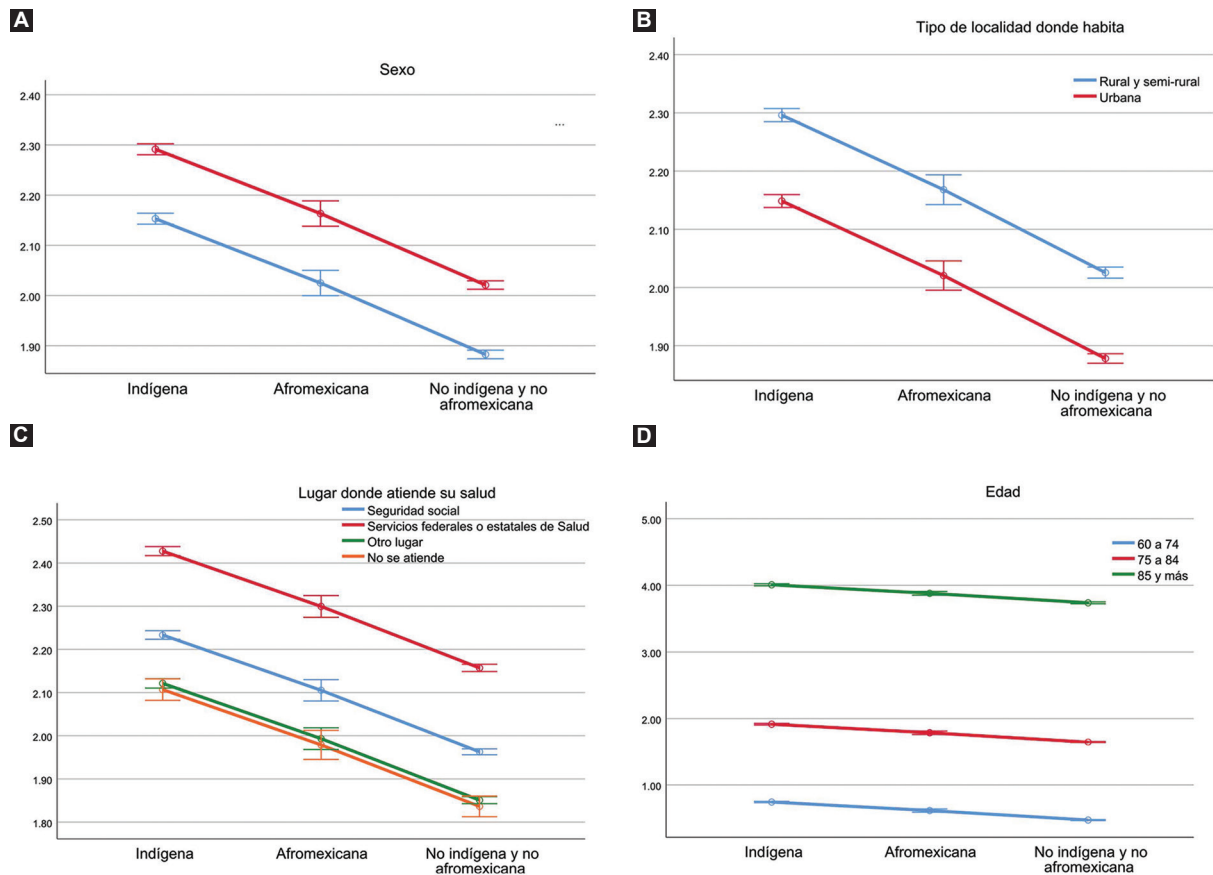 A
Sexo
2.40
...
2.30
2.20
2.10
2.00
1.90
Indígena
Afromexicana
No indígena y no
afromexicana
B
Tipo de localidad donde habita
2.40
Rural y semi-rural
Urbana
2.30
2.20
2.10
2.00
1.90
Indígena
Afromexicana
No indígena y no
afromexicana
C
Lugar donde atiende su salud
Seguridad social
Servicios federales o estatales de Salud
Otro lugar
No se atiende
2.50
2.40
2.30
2.20
2.10
2.00
1.90
1.80
Indígena
Afromexicana
No indígena y no
afromexicana
D
Edad
5.00
60 a 74
75 a 84
85 y más
4.00
3.00
2.00
1.00
Indígena
Afromexicana
No indígena y no
afromexicana